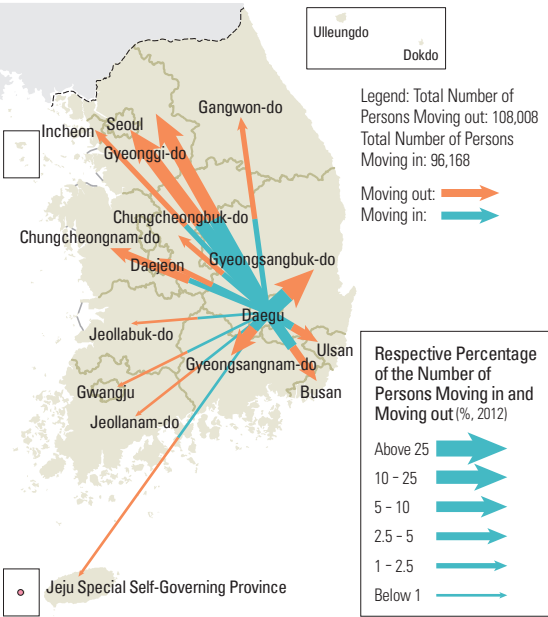 Ulleungdo
Dokdo
Legend: Total Number of
Persons Moving out: 108,008
Total Number of Persons
Moving in: 96,168
Moving out:
Moving in:
Gangwon-do
Incheon
Seoul
Gyeonggi-do
Chungcheongbuk-do
Chungcheongnam-do
Daejeon
Gyeongsangbuk-do
Daegu
Jeollabuk-do
Ulsan
Gyeongsangnam-do
Gwangju
Busan
Jeollanam-do
Jeju Special Self-Governing Province
Respective Percentage
of the Number of
Persons Moving in and
Moving out (%, 2012)
Above 25
10 – 25
5 – 10
2.5 – 5
1 – 2.5
Below 1